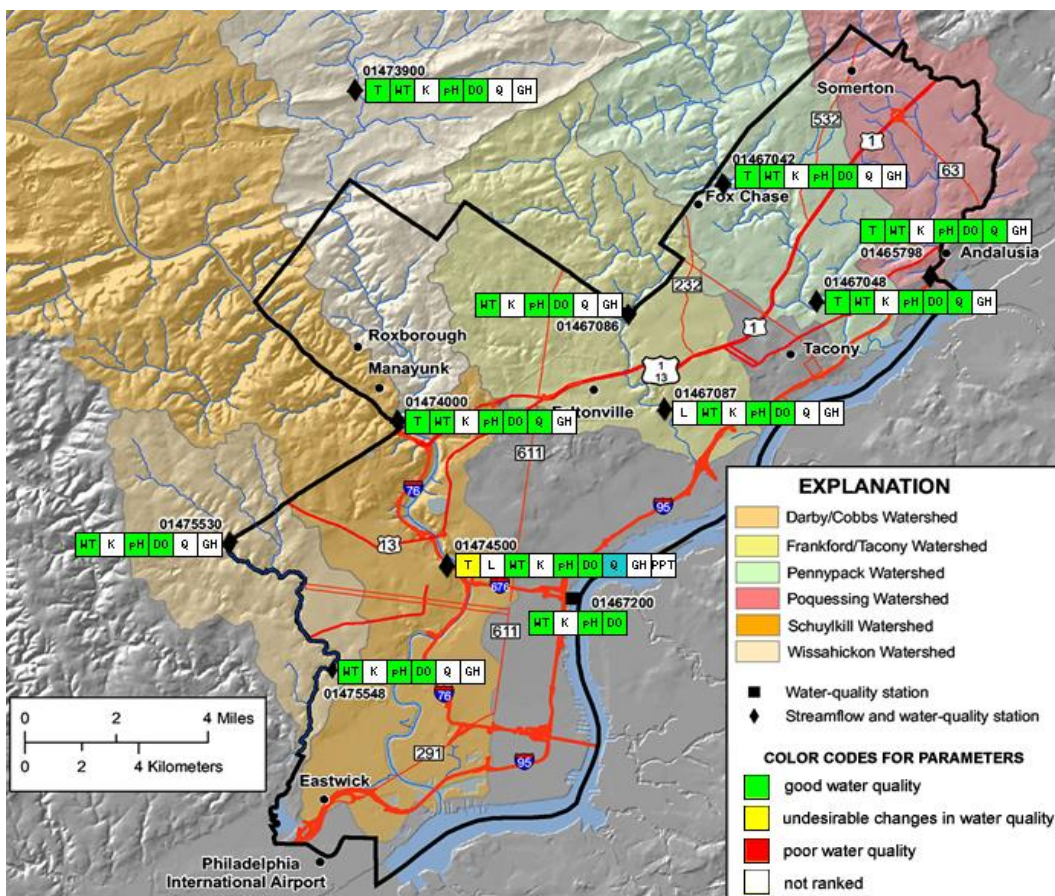 01473900
T WT K pH DO Q GH
Somerton
532
1
01467042
T WT K pH DO Q GH
Fox Chase
63
T WT K pH DO Q GH
01465798
Andalusia
232
WT K pH DO Q GH
01467086
01467048
T WT K pH DO Q GH
1
Roxborough
Tacony
Manayunk
1
13
01474000
T WT K pH DO Q GH
ltonville
01467087
L WT K pH DO Q GH
611
76
95
01475530
WT K pH DO Q GH
13
01474500
T L WT K pH DO Q GH PPT
676
01467200
WT K pH DO
611
WT K pH DO Q GH
01475548
76
291
95
Eastwick
Philadelphia
International Airport
0 2 4 Miles
0 2 4 Kilometers
EXPLANATION
Darby/Cobbs Watershed
Frankford/Tacony Watershed
Pennypack Watershed
Poquessing Watershed
Schuylkill Watershed
Wissahickon Watershed
Water-quality station
Streamflow and water-quality station
COLOR CODES FOR PARAMETERS
good water quality
undesirable changes in water quality
poor water quality
not ranked